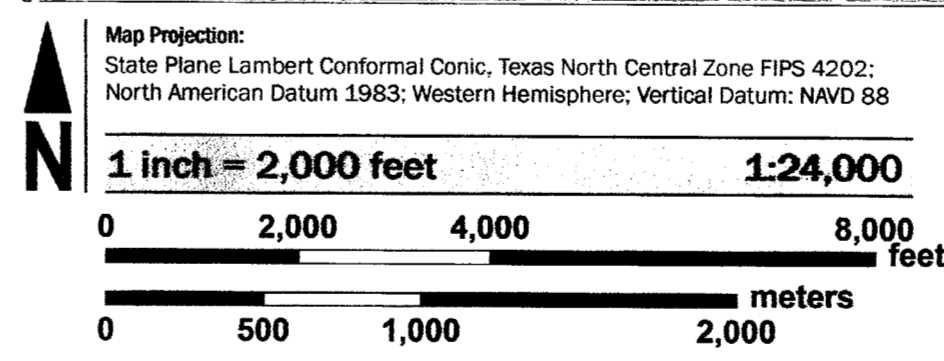 Map Projection:
State Plane Lambert Conformal Conic, Texas North Central Zone FIPS 4202;
North American Datum 1983; Western Hemisphere; Vertical Datum: NAVD 88
N
1 inch = 2,000 feet 1:24,000
0 2,000 4,000 8,000
feet
meters
0 500 1,000 2,000